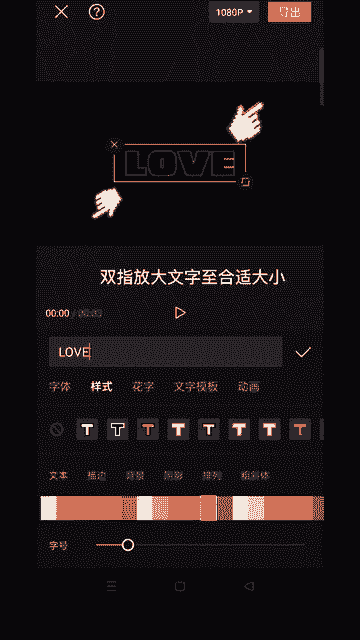 1080P 导出
LOVE
双指放大文字至合适大小
00:00 / 00:03
LOVE
字体 样式 花字 文字模板 动画
T T T T T T T T
文本 描边 背景 阴影 排列 粗斜体
字号